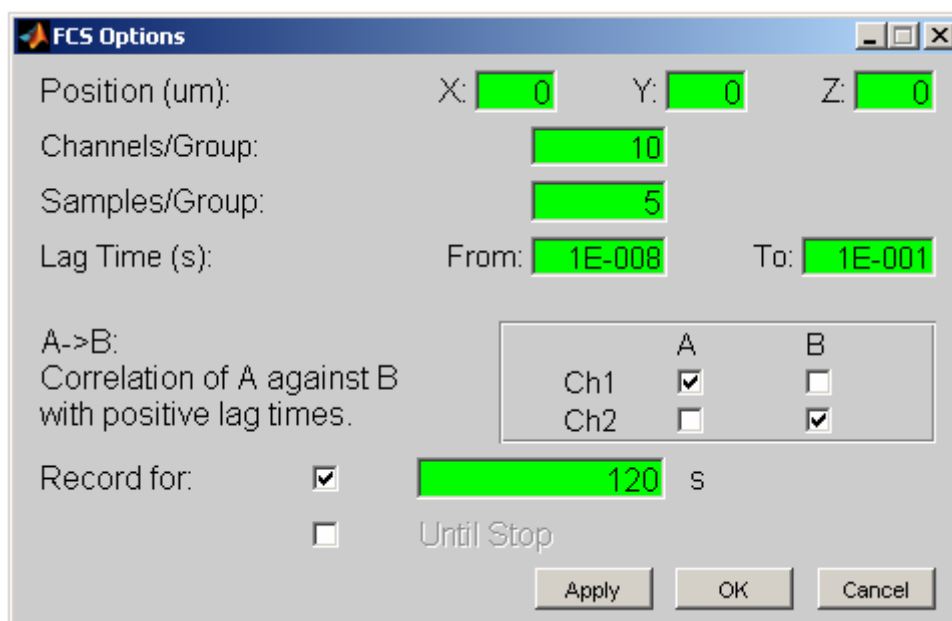 FCS Options
Position (um): X: 0 Y: 0 Z: 0
Channels/Group: 10
Samples/Group: 5
Lag Time (s): From: 1E-008 To: 1E-001
A->B:
Correlation of A against B
with positive lag times.
A B
Ch1
Ch2
Record for: 120 s
Until Stop
Apply OK Cancel